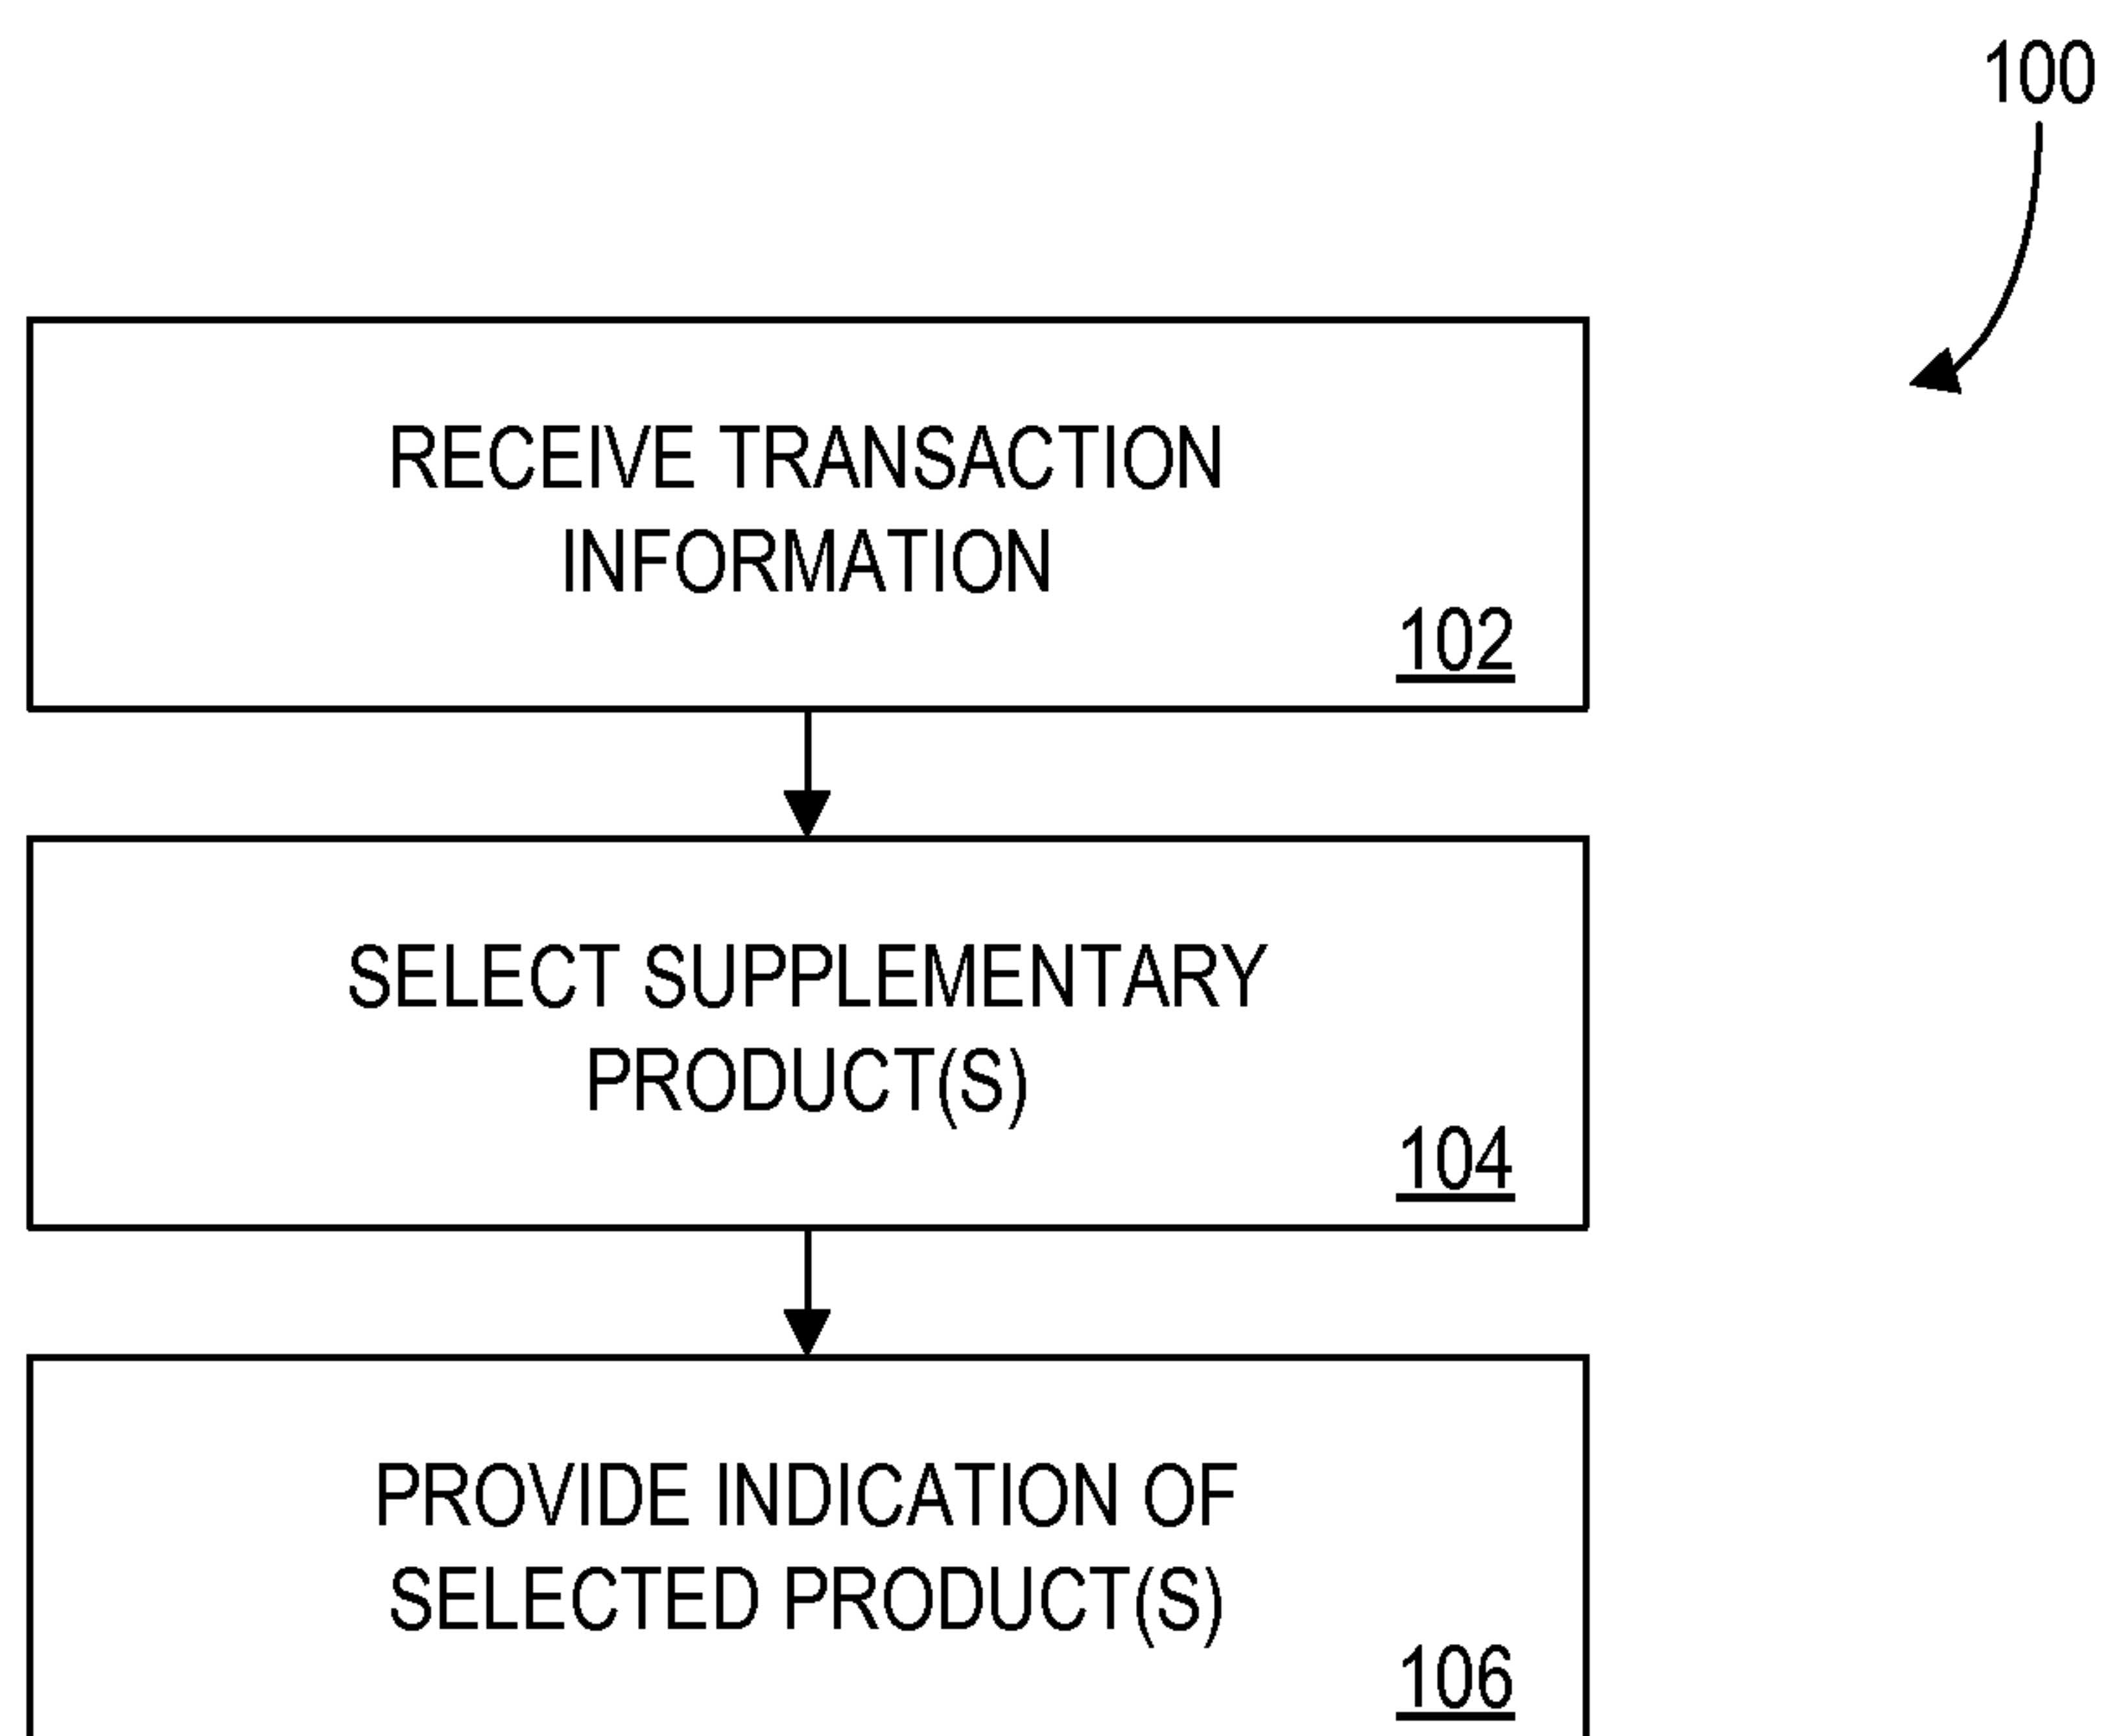 100
RECEIVE TRANSACTION
INFORMATION
102
SELECT SUPPLEMENTARY
PRODUCT(S)
104
PROVIDE INDICATION OF
SELECTED PRODUCT(S)
106